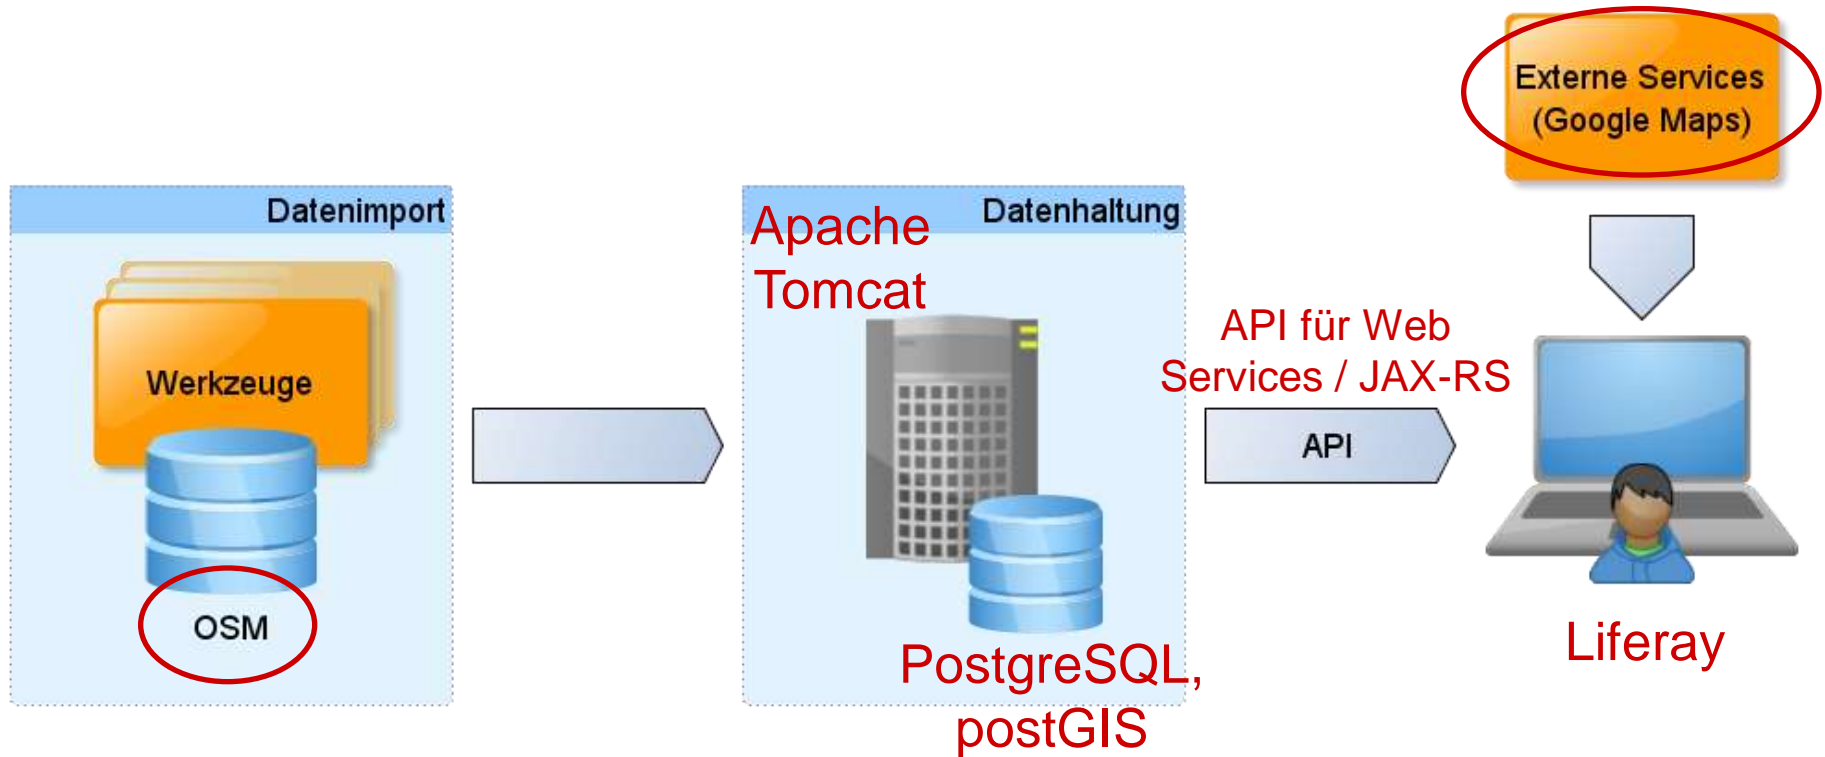 Externe Services
(Google Maps)
Datenimport
Datenhaltung
Apache
Tomcat
API für Web
Services / JAX-RS
Werkzeuge
API
OSM
Liferay
PostgreSQL,
postGIS